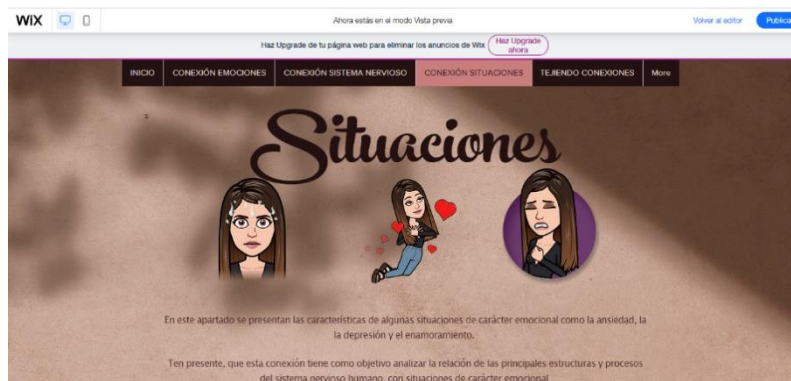 WiX
Ahora estás en el modo Vista previa
Volver al editor
Publica
Haz Upgrade de tu página web para eliminar los anuncios de Wix
Haz Upgrade
ahora
INICIO
CONEXIÓN EMOCIONES
CONEXIÓN SISTEMA NERVIOSO
CONEXIÓN SITUACIONES
TEJIENDO CONEXIONES
More
Situaciones
En este apartado se presentan las características de algunas situaciones de carácter emocional como la ansiedad, la
la depresión y el enamoramiento.
Ten presente, que esta conexión tiene como objetivo analizar la relación de las principales estructuras y procesos
del sistema nervioso humano, con situaciones de carácter emocional